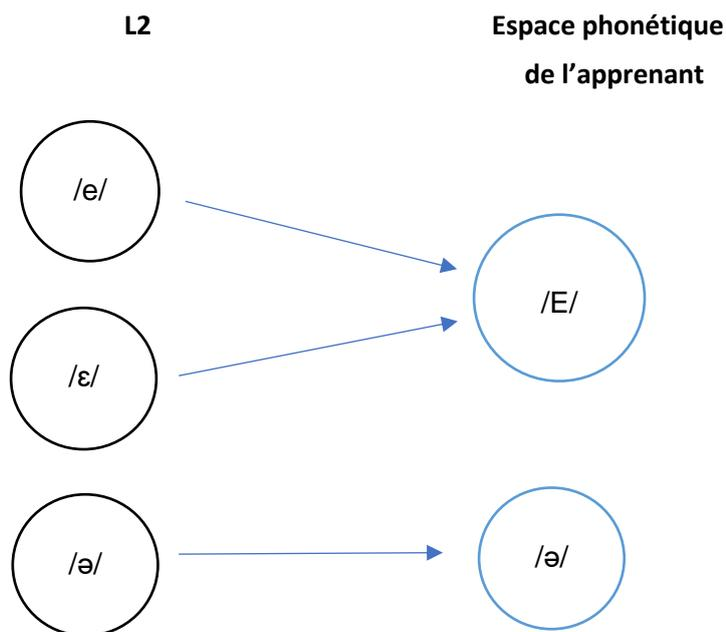 L2
Espace phonétique
de l’apprenant
/e/
/E/
/ɛ/
/ə/
/ə/